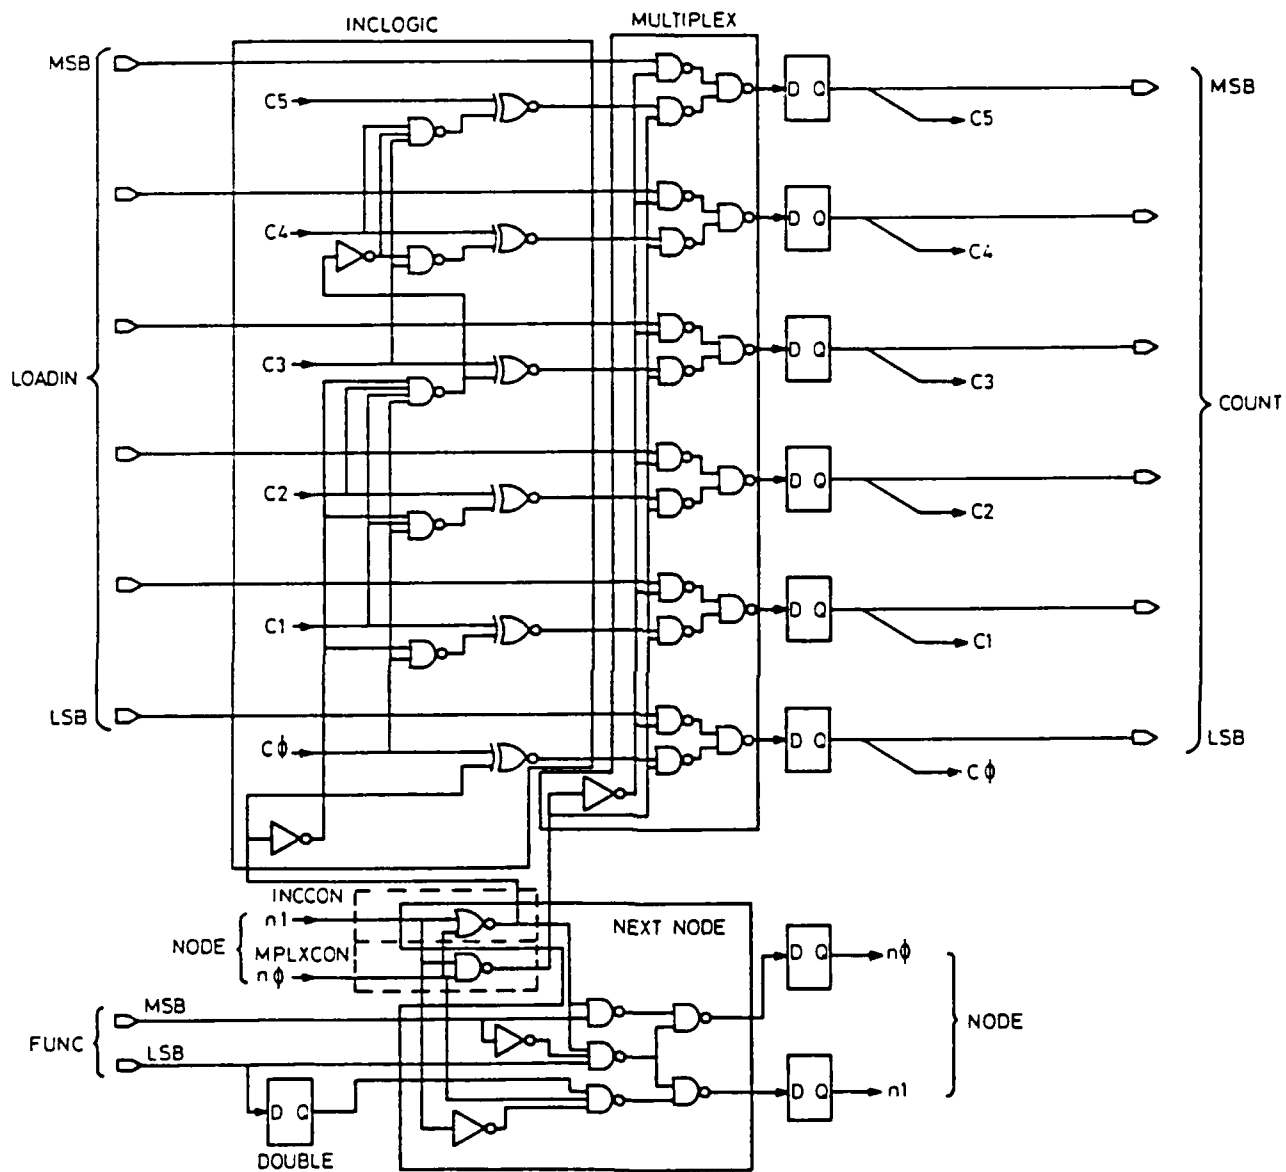 INCLOGIC
MULTIPLEX
MSB
C5
D Q
MSB
C5
C4
D Q
C4
C3
D Q
C3
LOADIN
COUNT
C2
D Q
C2
C1
D Q
C1
LSB
Cϕ
D Q
LSB
Cϕ
INCCON
n1
NODE
MPLXCON
nϕ
NEXT NODE
D Q
nϕ
NODE
MSB
FUNC
LSB
D Q
n1
D Q
DOUBLE